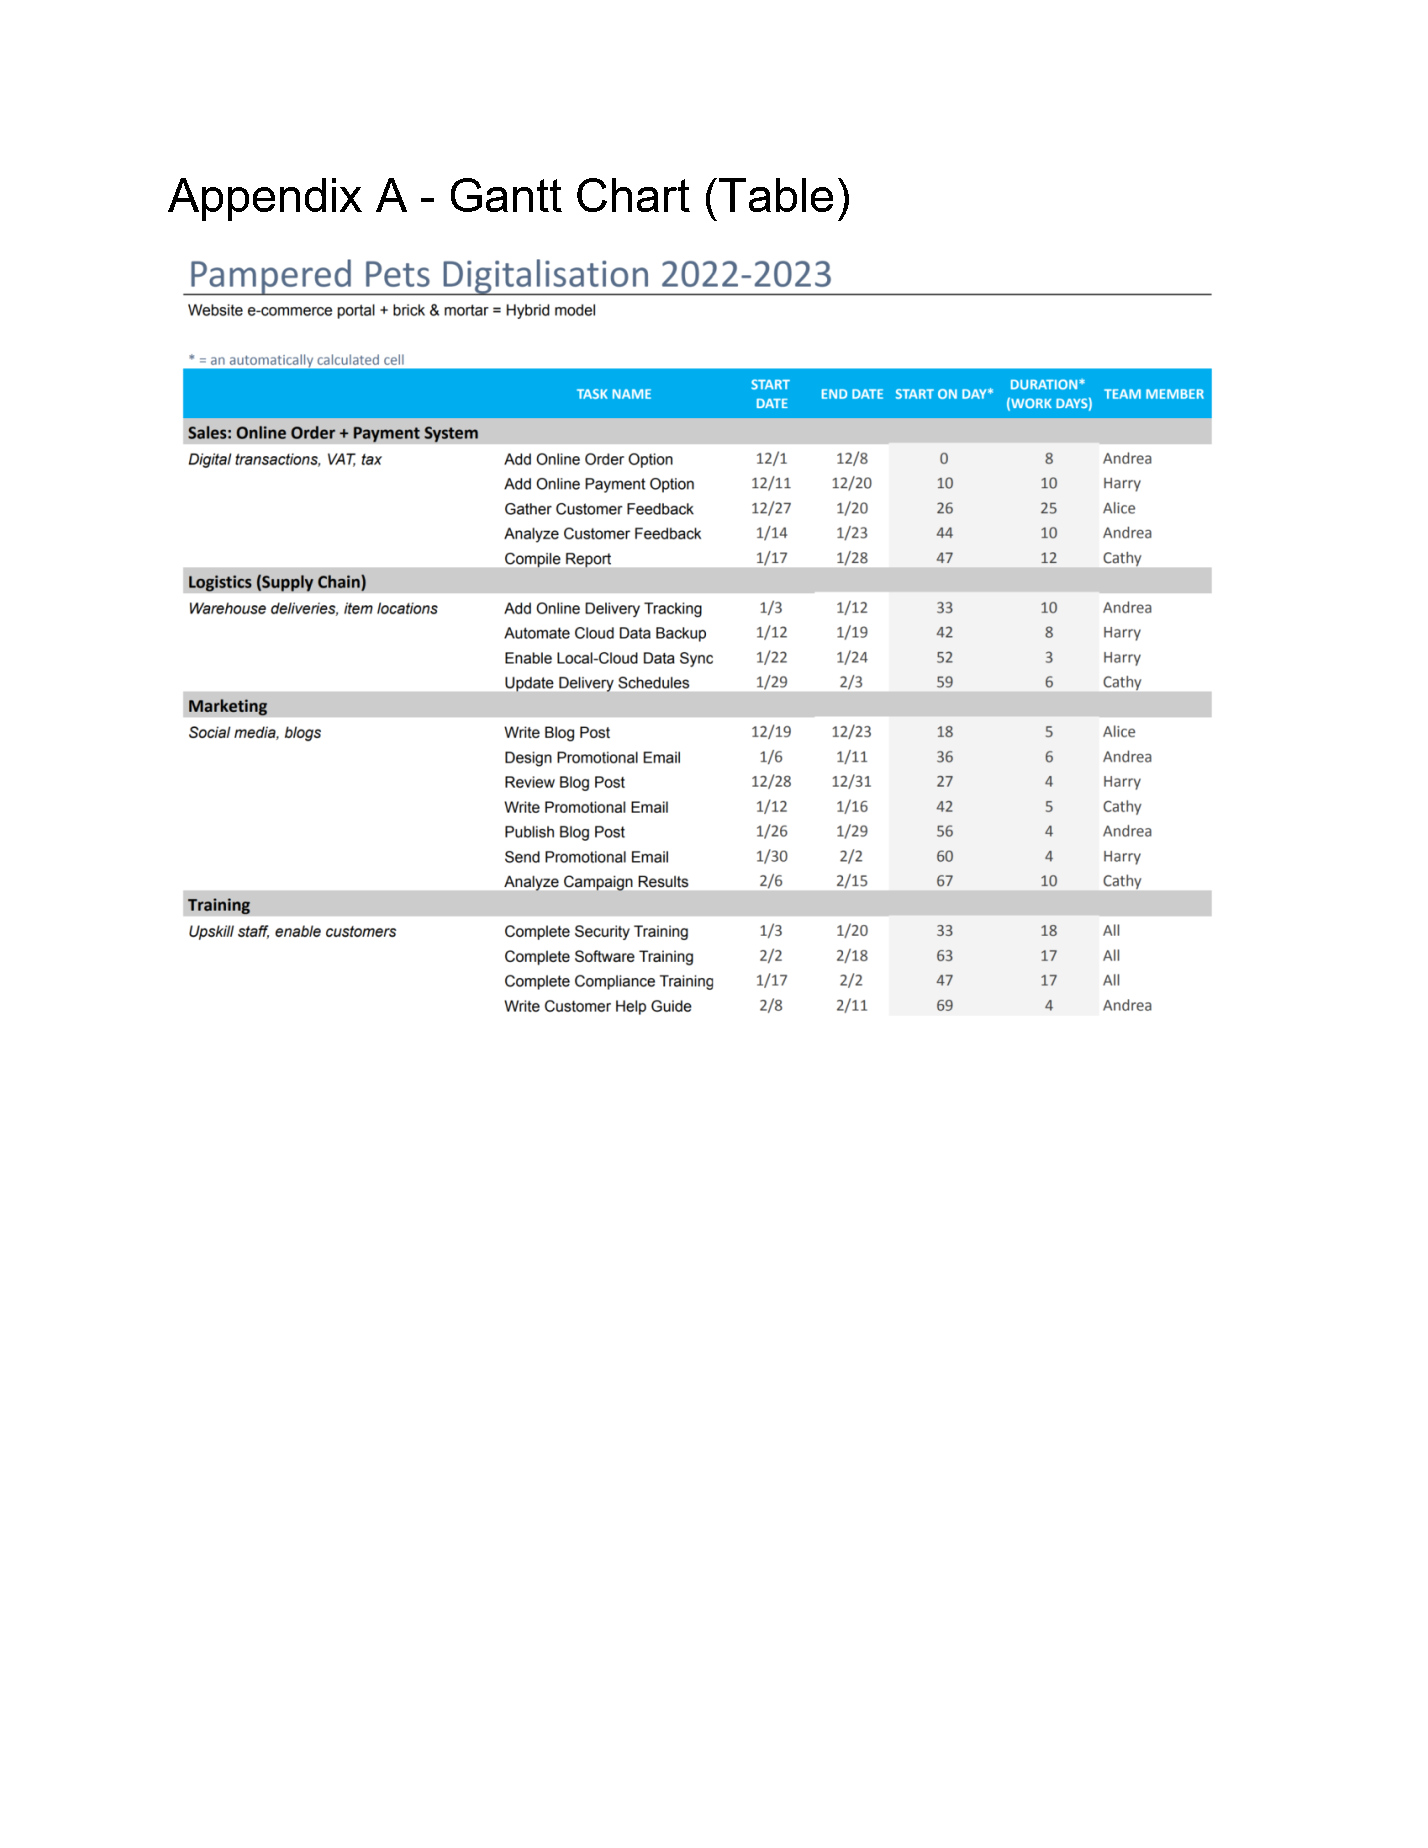 Appendix A - Gantt Chart (Table)
Pampered Pets Digitalisation 2022-2023
Website e-commerce portal + brick & mortar = Hybrid model
* = an automatically calculated cell
TASK NAME START DATE END DATE START ON DAY* DURATION* (WORK DAYS) TEAM MEMBER
Sales: Online Order + Payment System
Digital transactions, VAT, tax Add Online Order Option 12/1 12/8 0 8 Andrea
Add Online Payment Option 12/11 12/20 10 10 Harry
Gather Customer Feedback 12/27 1/20 26 25 Alice
Analyze Customer Feedback 1/14 1/23 44 10 Andrea
Compile Report 1/17 1/28 47 12 Cathy
Logistics (Supply Chain)
Warehouse deliveries, item locations Add Online Delivery Tracking 1/3 1/12 33 10 Andrea
Automate Cloud Data Backup 1/12 1/19 42 8 Harry
Enable Local-Cloud Data Sync 1/22 1/24 52 3 Harry
Update Delivery Schedules 1/29 2/3 59 6 Cathy
Marketing
Social media, blogs Write Blog Post 12/19 12/23 18 5 Alice
Design Promotional Email 1/6 1/11 36 6 Andrea
Review Blog Post 12/28 12/31 27 4 Harry
Write Promotional Email 1/12 1/16 42 5 Cathy
Publish Blog Post 1/26 1/29 56 4 Andrea
Send Promotional Email 1/30 2/2 60 4 Harry
Analyze Campaign Results 2/6 2/15 67 10 Cathy
Training
Upskill staff, enable customers Complete Security Training 1/3 1/20 33 18 All
Complete Software Training 2/2 2/18 63 17 All
Complete Compliance Training 1/17 2/2 47 17 All
Write Customer Help Guide 2/8 2/11 69 4 Andrea